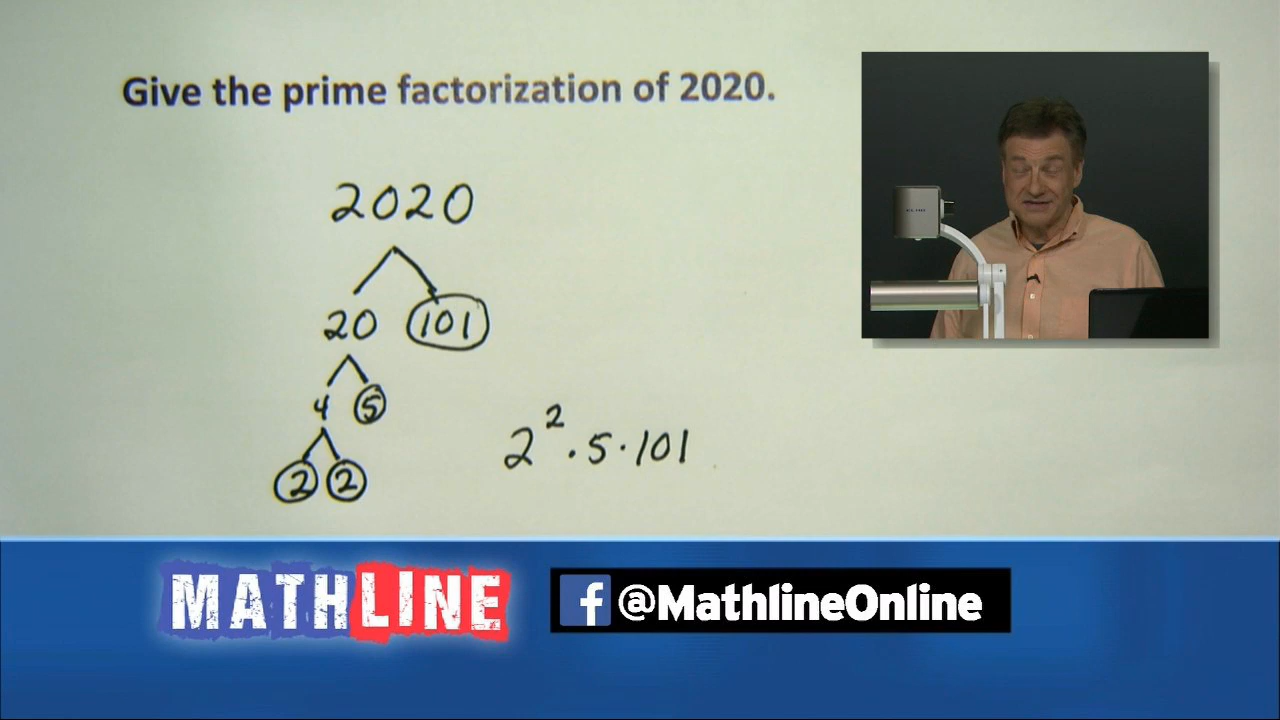 Give the prime factorization of 2020.
2020
20 101
4 5
2 2
2² · 5 · 101
MATHLINE
f @MathlineOnline